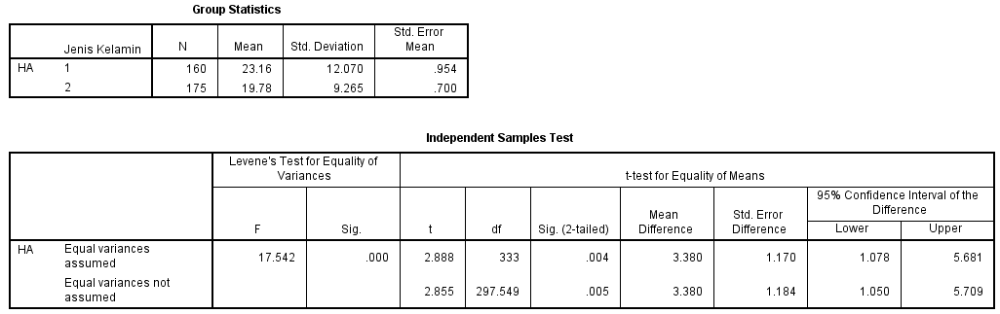 Group Statistics
Jenis Kelamin N Mean Std. Deviation Std. Error Mean
HA 1 160 23.16 12.070 .954
2 175 19.78 9.265 .700
Independent Samples Test
Levene's Test for Equality of Variances t-test for Equality of Means
F Sig. t df Sig. (2-tailed) Mean Difference Std. Error Difference 95% Confidence Interval of the Difference
Lower Upper
HA Equal variances assumed 17.542 .000 2.888 333 .004 3.380 1.170 1.078 5.681
Equal variances not assumed 2.855 297.549 .005 3.380 1.184 1.050 5.709